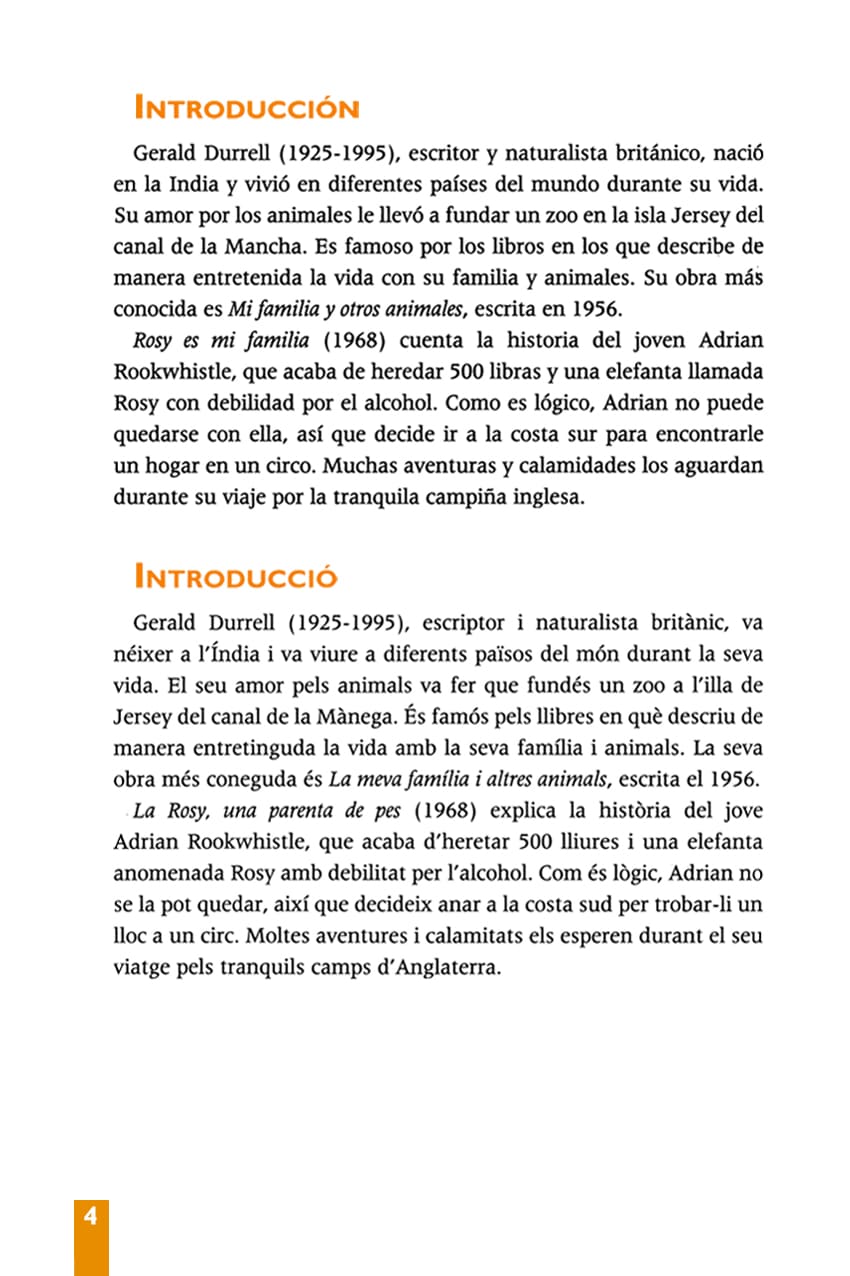 INTRODUCCIÓN
Gerald Durrell (1925-1995), escritor y naturalista británico, nació
en la India y vivió en diferentes países del mundo durante su vida.
Su amor por los animales le llevó a fundar un zoo en la isla Jersey del
canal de la Mancha. Es famoso por los libros en los que describe de
manera entretenida la vida con su familia y animales. Su obra más
conocida es Mi familia y otros animales, escrita en 1956.
Rosy es mi familia (1968) cuenta la historia del joven Adrian
Rookwhistle, que acaba de heredar 500 libras y una elefanta llamada
Rosy con debilidad por el alcohol. Como es lógico, Adrian no puede
quedarse con ella, así que decide ir a la costa sur para encontrarle
un hogar en un circo. Muchas aventuras y calamidades los aguardan
durante su viaje por la tranquila campiña inglesa.
INTRODUCCIÓ
Gerald Durrell (1925-1995), escriptor i naturalista britànic, va
néixer a l'Índia i va viure a diferents països del món durant la seva
vida. El seu amor pels animals va fer que fundés un zoo a l'illa de
Jersey del canal de la Mànega. És famós pels llibres en què descriu de
manera entretinguda la vida amb la seva família i animals. La seva
obra més coneguda és La meva família i altres animals, escrita el 1956.
La Rosy, una parenta de pes (1968) explica la història del jove
Adrian Rookwhistle, que acaba d'heretar 500 lliures i una elefanta
anomenada Rosy amb debilitat per l'alcohol. Com és lògic, Adrian no
se la pot quedar, així que decideix anar a la costa sud per trobar-li un
lloc a un circ. Moltes aventures i calamitats els esperen durant el seu
viatge pels tranquils camps d'Anglaterra.
4